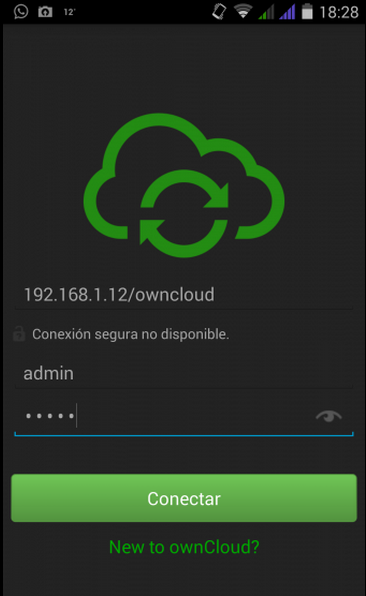 12°
18:28
192.168.1.12/owncloud
Conexión segura no disponible.
admin
•••••
Conectar
New to ownCloud?